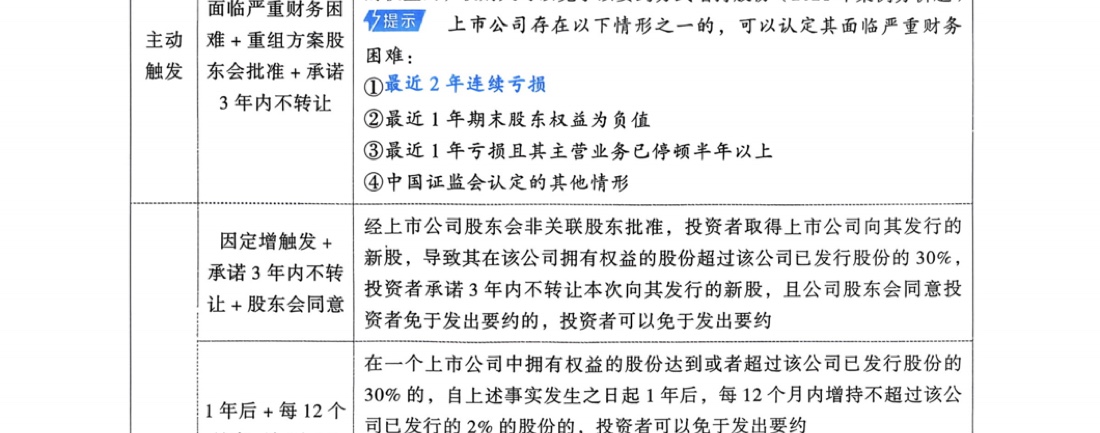 面临严重财务困
难 + 重组方案股
东会批准 + 承诺
3 年内不转让
主动
触发
提示 上市公司存在以下情形之一的，可以认定其面临严重财务
困难：
①最近 2 年连续亏损
②最近 1 年期末股东权益为负值
③最近 1 年亏损且其主营业务已停顿半年以上
④中国证监会认定的其他情形
因定增触发 +
承诺 3 年内不转
让 + 股东会同意
经上市公司股东会非关联股东批准，投资者取得上市公司向其发行的
新股，导致其在该公司拥有权益的股份超过该公司已发行股份的 30%，
投资者承诺 3 年内不转让本次向其发行的新股，且公司股东会同意投
资者免于发出要约的，投资者可以免于发出要约
1 年后 + 每 12 个
在一个上市公司中拥有权益的股份达到或者超过该公司已发行股份的
30% 的，自上述事实发生之日起 1 年后，每 12 个月内增持不超过该公
司已发行的 2% 的股份的，投资者可以免于发出要约